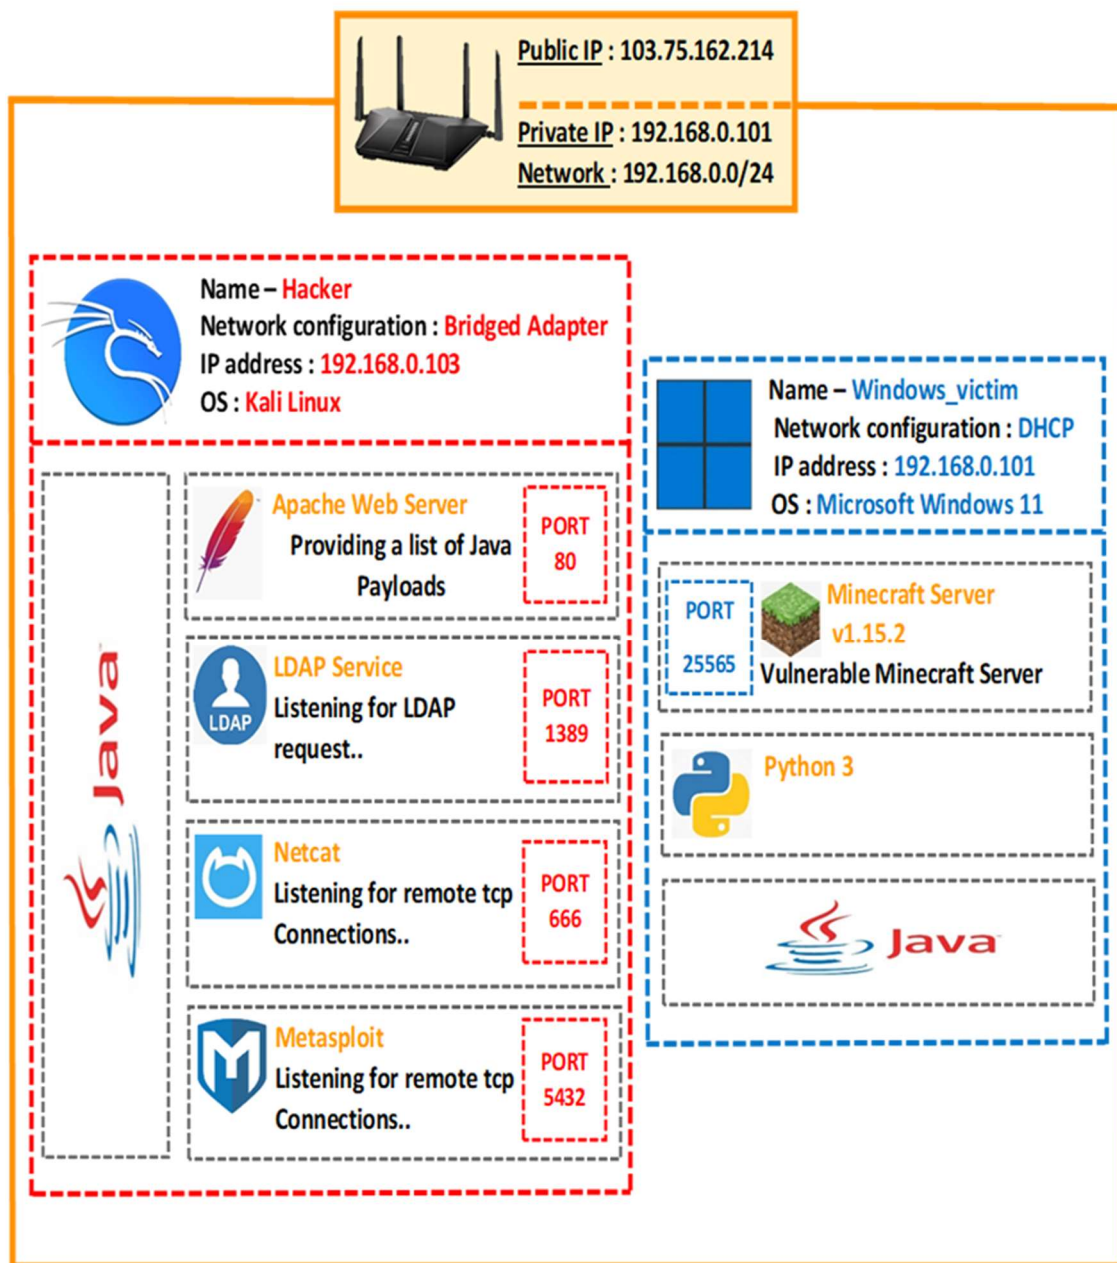 Public IP : 103.75.162.214
Private IP : 192.168.0.101
Network : 192.168.0.0/24
Name – Hacker
Network configuration : Bridged Adapter
IP address : 192.168.0.103
OS : Kali Linux
Java
Apache Web Server
Providing a list of Java
Payloads
PORT
80
LDAP
LDAP Service
Listening for LDAP
request..
PORT
1389
Netcat
Listening for remote tcp
Connections..
PORT
666
Metasploit
Listening for remote tcp
Connections..
PORT
5432
Name – Windows_victim
Network configuration : DHCP
IP address : 192.168.0.101
OS : Microsoft Windows 11
PORT
25565
Minecraft Server
v1.15.2
Vulnerable Minecraft Server
Python 3
Java